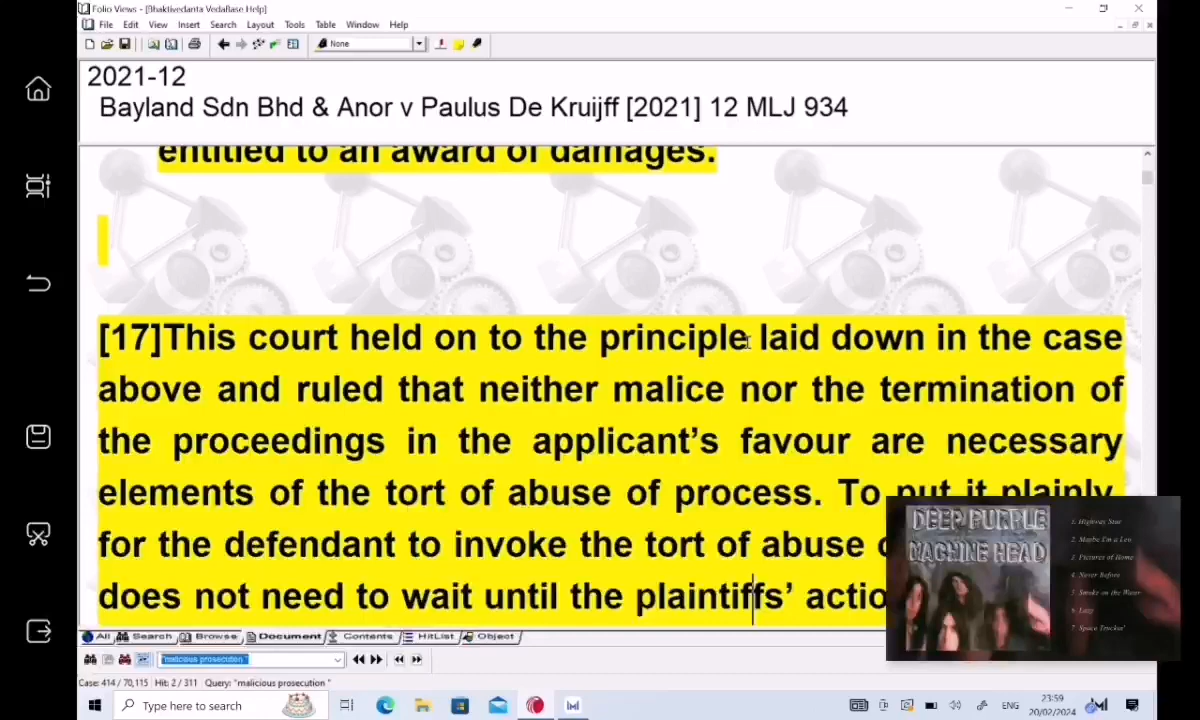 Folio Views - [Bhaktivedanta VedaBase Help]
File Edit View Insert Search Layout Tools Table Window Help
None
2021-12
Bayland Sdn Bhd & Anor v Paulus De Kruijff [2021] 12 MLJ 934
entitled to an award of damages.
[17]This court held on to the principle laid down in the case
above and ruled that neither malice nor the termination of
the proceedings in the applicant's favour are necessary
elements of the tort of abuse of process. To put it plainly,
for the defendant to invoke the tort of abuse
does not need to wait until the plaintiffs'
DEEP PURPLE
MACHINE HEAD
1. Highway Star
2. Maybe I'm a Leo
3. Pictures of Home
4. Never Before
5. Smoke on the Water
6. Lazy
7. Space Truckin'
All Search Browse Document Contents HitList Object
"malicious prosecution"
Case: 414 / 70,115 Hit: 2 / 311 Query: "malicious prosecution "
Type here to search
ENG
23:59
20/02/2024